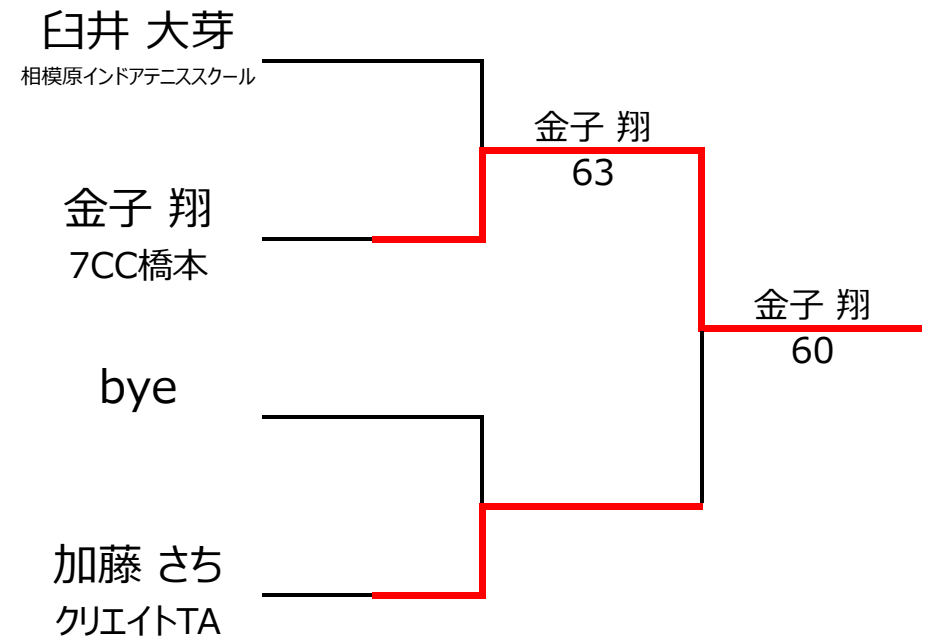 臼井 大芽
相模原インドアテニススクール
金子 翔
63
金子 翔
7CC橋本
金子 翔
60
bye
加藤 さち
クリエイトTA